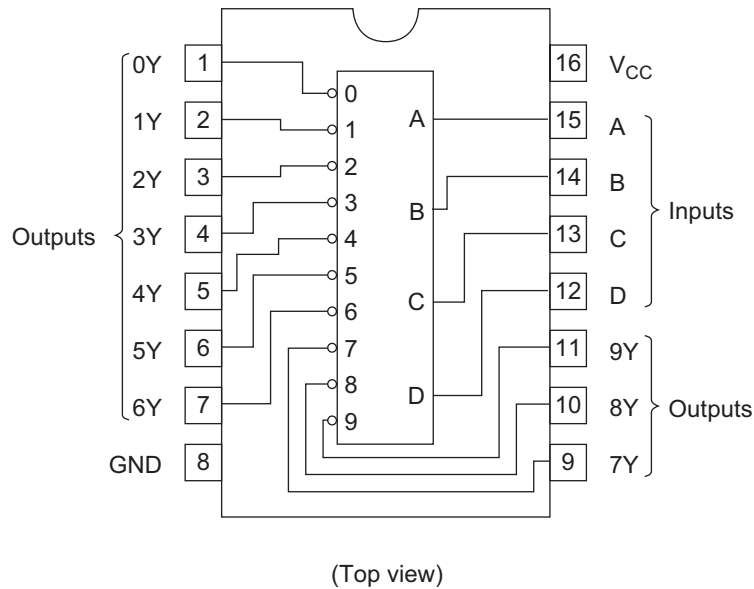 0Y 1 0 16 VCC
1Y 2 1 A 15 A
2Y 3 2 B 14 B
Outputs 3Y 4 3 C 13 C Inputs
4Y 5 4 D 12 D
5Y 6 5 11 9Y
6Y 7 6 10 8Y Outputs
GND 8 7 9 7Y
8
9
(Top view)